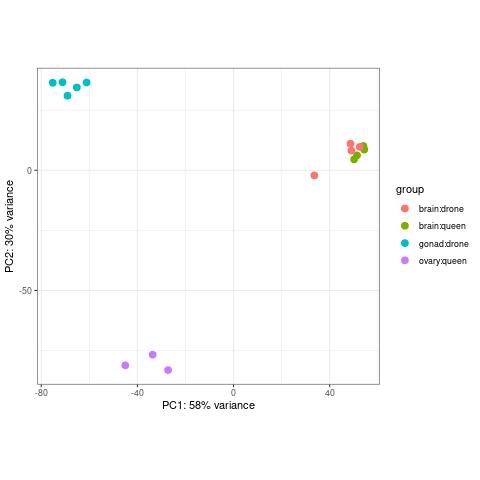 0
-50
-80
-40
0
40
PC1: 58% variance
PC2: 30% variance
group
brain:drone
brain:queen
gonad:drone
ovary:queen